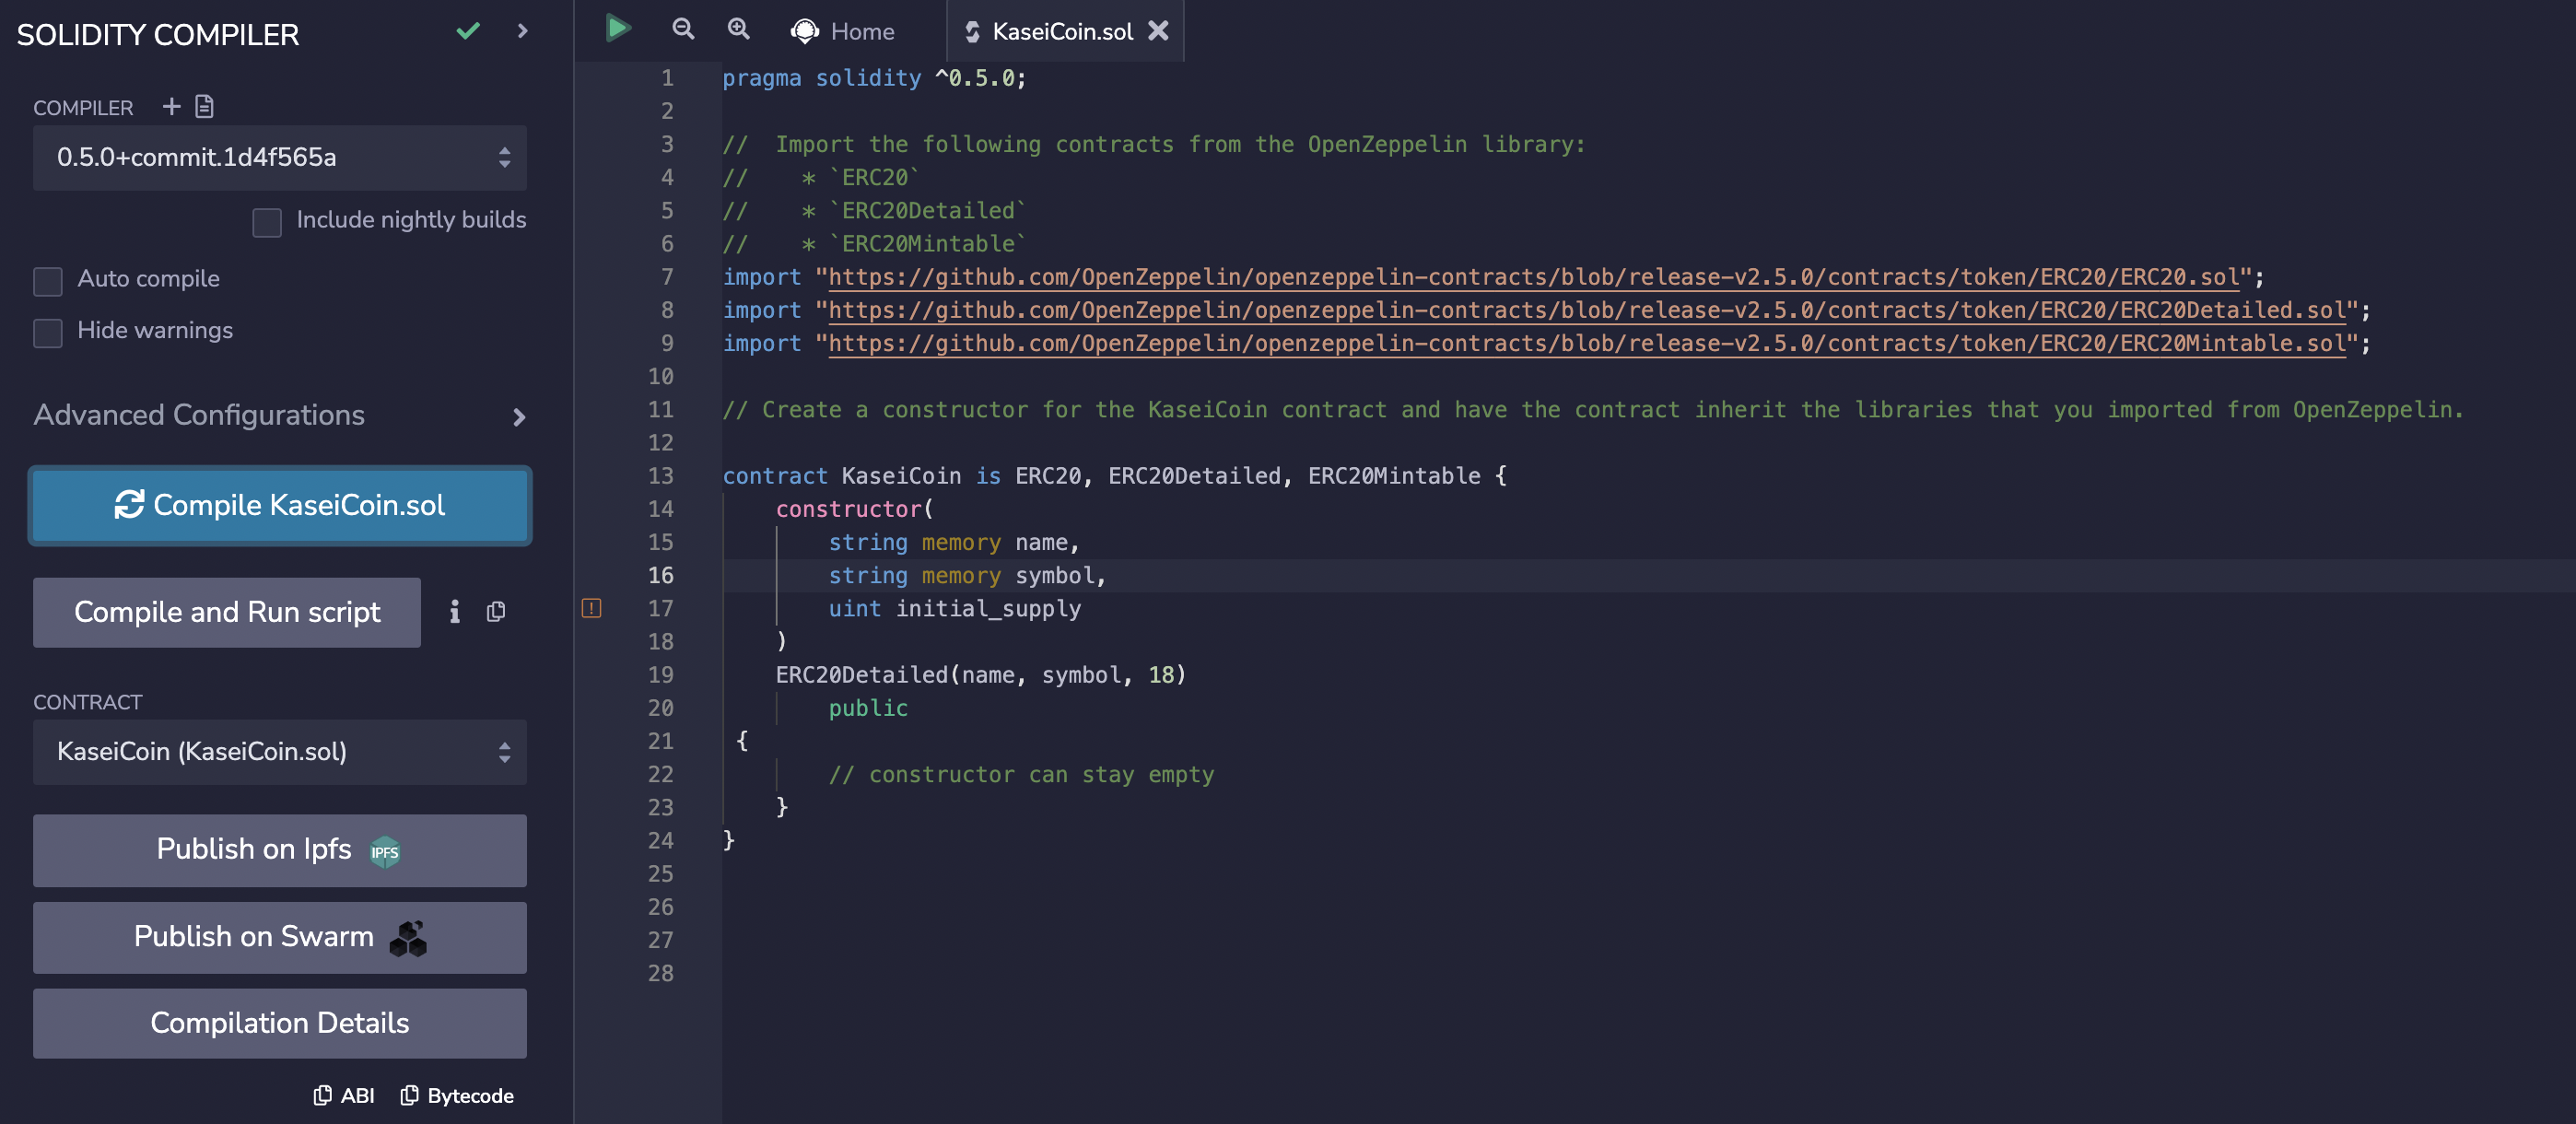 SOLIDITY COMPILER
COMPILER
0.5.0+commit.1d4f565a
Include nightly builds
Auto compile
Hide warnings
Advanced Configurations
Compile KaseiCoin.sol
Compile and Run script
CONTRACT
KaseiCoin (KaseiCoin.sol)
Publish on Ipfs IPFS
Publish on Swarm
Compilation Details
ABI Bytecode
Home KaseiCoin.sol
1 pragma solidity ^0.5.0;
2
3 //  Import the following contracts from the OpenZeppelin library:
4 //    * `ERC20`
5 //    * `ERC20Detailed`
6 //    * `ERC20Mintable`
7 import "https://github.com/OpenZeppelin/openzeppelin-contracts/blob/release-v2.5.0/contracts/token/ERC20/ERC20.sol";
8 import "https://github.com/OpenZeppelin/openzeppelin-contracts/blob/release-v2.5.0/contracts/token/ERC20/ERC20Detailed.sol";
9 import "https://github.com/OpenZeppelin/openzeppelin-contracts/blob/release-v2.5.0/contracts/token/ERC20/ERC20Mintable.sol";
10
11 // Create a constructor for the KaseiCoin contract and have the contract inherit the libraries that you imported from OpenZeppelin.
12
13 contract KaseiCoin is ERC20, ERC20Detailed, ERC20Mintable {
14     constructor(
15         string memory name,
16         string memory symbol,
17         uint initial_supply
18     )
19     ERC20Detailed(name, symbol, 18)
20         public
21  {
22         // constructor can stay empty
23     }
24 }
25
26
27
28